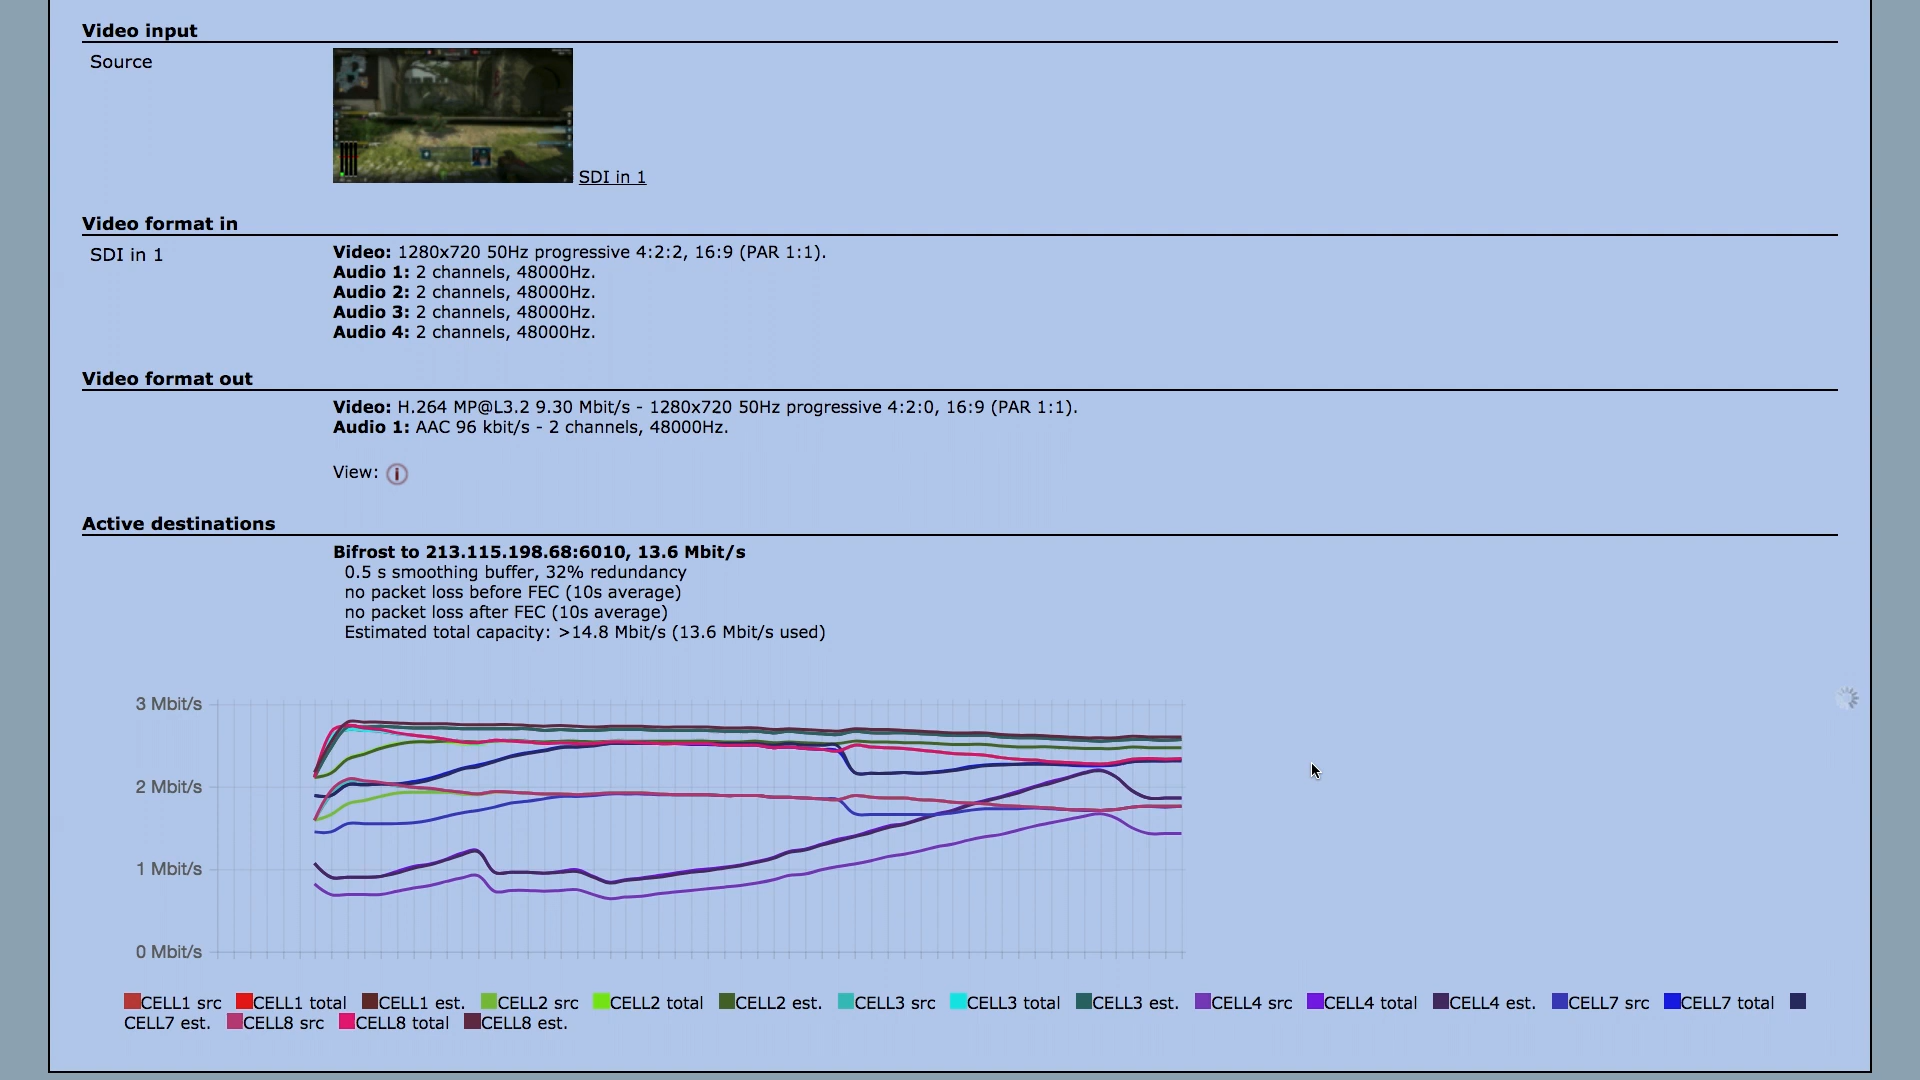 Video input
Source
SDI in 1
Video format in
SDI in 1
Video: 1280x720 50Hz progressive 4:2:2, 16:9 (PAR 1:1).
Audio 1: 2 channels, 48000Hz.
Audio 2: 2 channels, 48000Hz.
Audio 3: 2 channels, 48000Hz.
Audio 4: 2 channels, 48000Hz.
Video format out
Video: H.264 MP@L3.2 9.30 Mbit/s - 1280x720 50Hz progressive 4:2:0, 16:9 (PAR 1:1).
Audio 1: AAC 96 kbit/s - 2 channels, 48000Hz.
View: i
Active destinations
Bifrost to 213.115.198.68:6010, 13.6 Mbit/s
0.5 s smoothing buffer, 32% redundancy
no packet loss before FEC (10s average)
no packet loss after FEC (10s average)
Estimated total capacity: >14.8 Mbit/s (13.6 Mbit/s used)
3 Mbit/s
2 Mbit/s
1 Mbit/s
0 Mbit/s
CELL1 src CELL1 total CELL1 est. CELL2 src CELL2 total CELL2 est. CELL3 src CELL3 total CELL3 est. CELL4 src CELL4 total CELL4 est. CELL7 src CELL7 total
CELL7 est. CELL8 src CELL8 total CELL8 est.